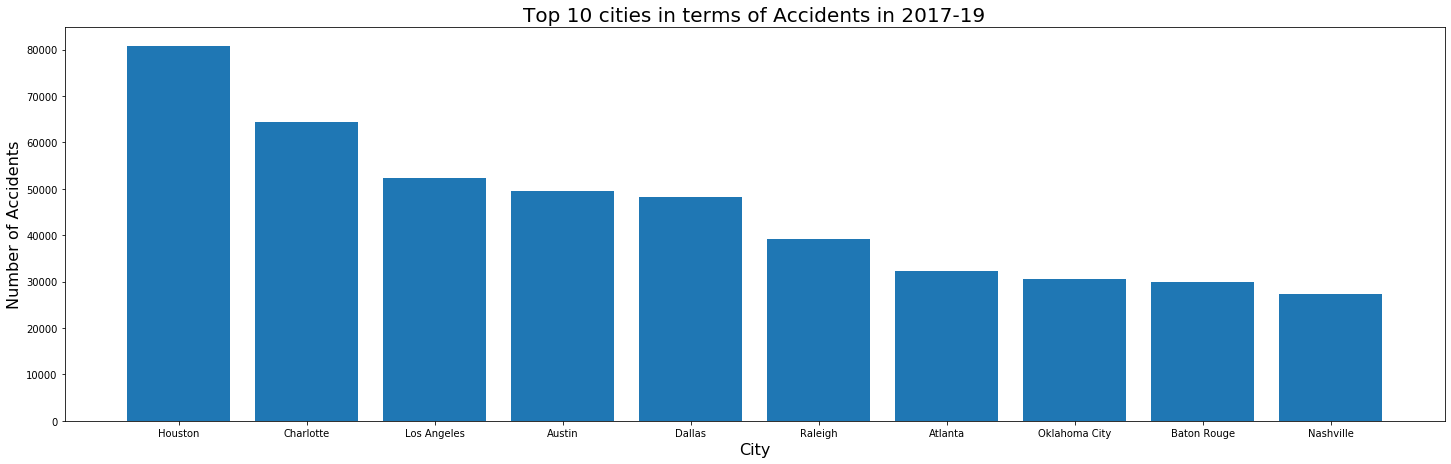 Top 10 cities in terms of Accidents in 2017-19
Number of Accidents
80000
70000
60000
50000
40000
30000
20000
10000
0
Houston Charlotte Los Angeles Austin Dallas Raleigh Atlanta Oklahoma City Baton Rouge Nashville
City